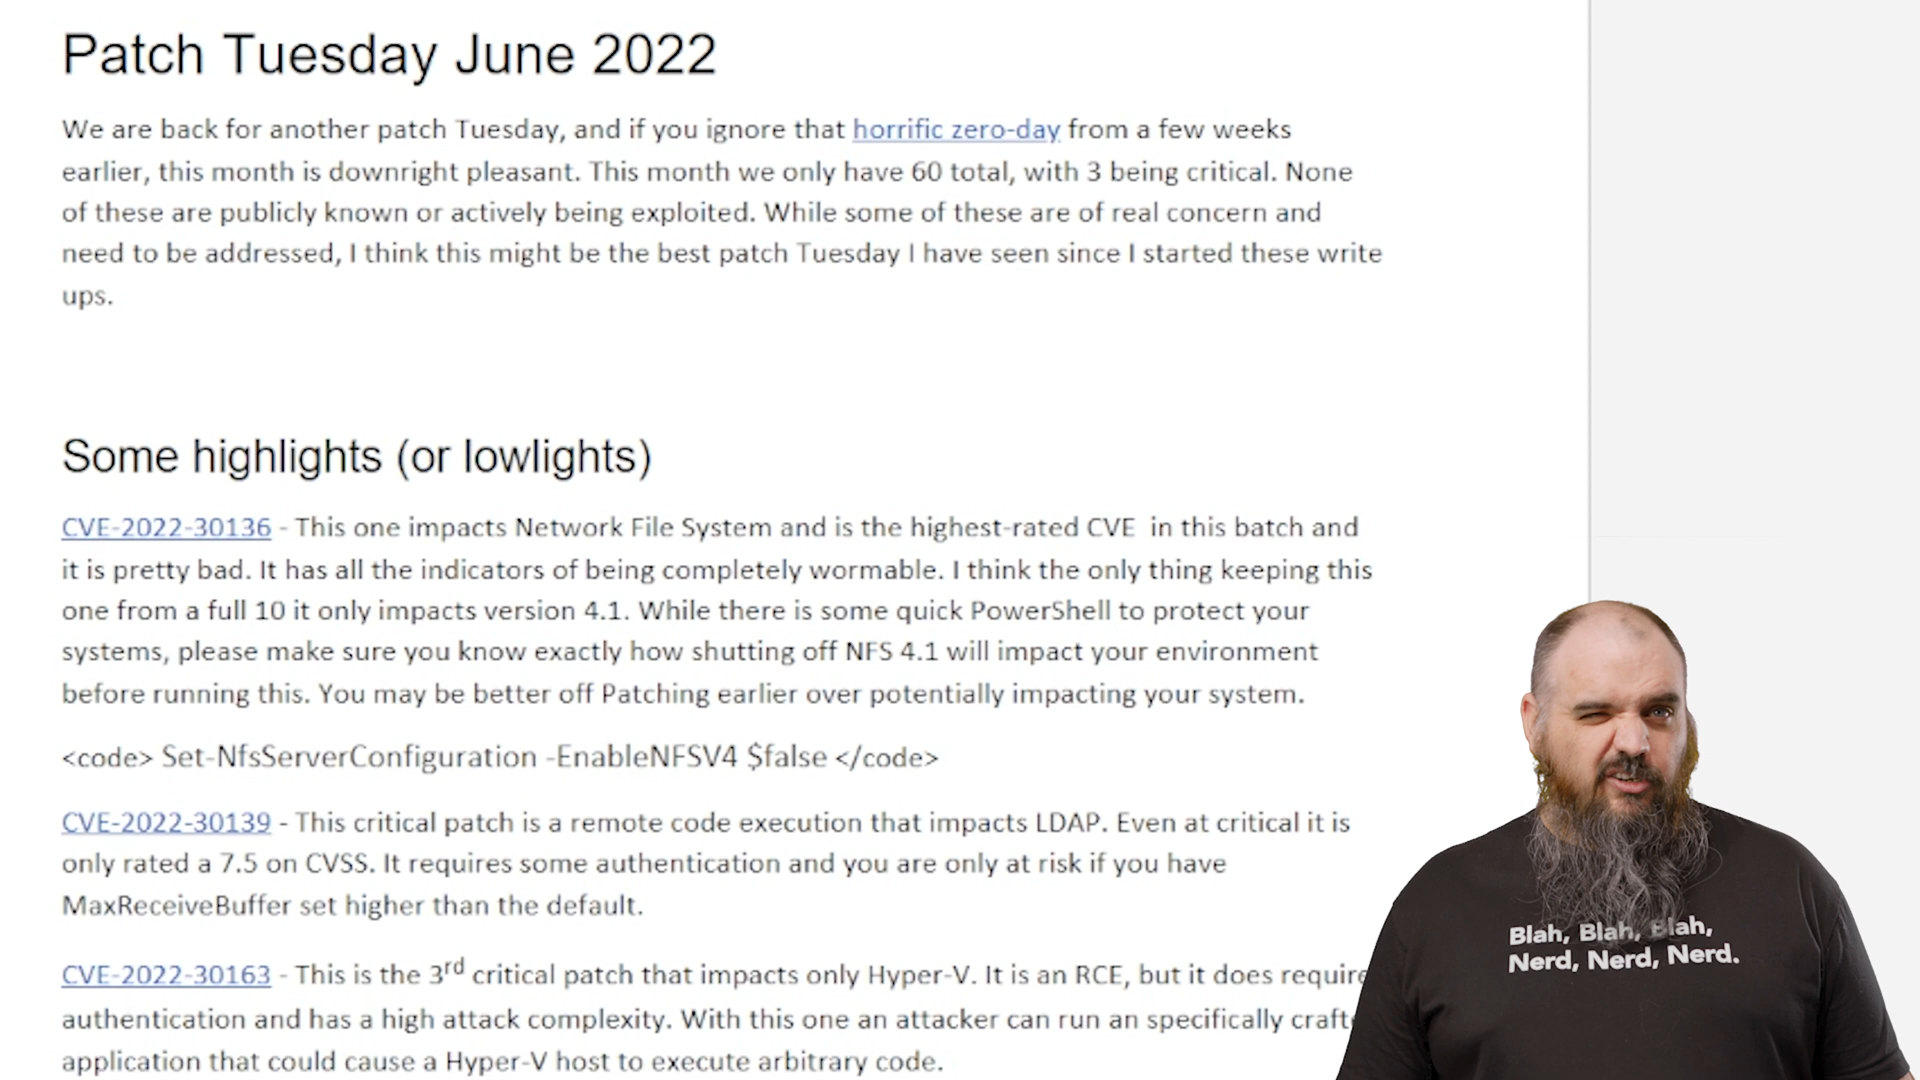 Patch Tuesday June 2022
We are back for another patch Tuesday, and if you ignore that horrific zero-day from a few weeks
earlier, this month is downright pleasant. This month we only have 60 total, with 3 being critical. None
of these are publicly known or actively being exploited. While some of these are of real concern and
need to be addressed, I think this might be the best patch Tuesday I have seen since I started these write
ups.
Some highlights (or lowlights)
CVE-2022-30136 - This one impacts Network File System and is the highest-rated CVE in this batch and
it is pretty bad. It has all the indicators of being completely wormable. I think the only thing keeping this
one from a full 10 it only impacts version 4.1. While there is some quick PowerShell to protect your
systems, please make sure you know exactly how shutting off NFS 4.1 will impact your environment
before running this. You may be better off Patching earlier over potentially impacting your system.
<code> Set-NfsServerConfiguration -EnableNFSV4 $false </code>
CVE-2022-30139 - This critical patch is a remote code execution that impacts LDAP. Even at critical it is
only rated a 7.5 on CVSS. It requires some authentication and you are only at risk if you have
MaxReceiveBuffer set higher than the default.
CVE-2022-30163 - This is the 3rd critical patch that impacts only Hyper-V. It is an RCE, but it does require
authentication and has a high attack complexity. With this one an attacker can run an specifically craft
application that could cause a Hyper-V host to execute arbitrary code.
Blah, Blah, Blah,
Nerd, Nerd, Nerd.